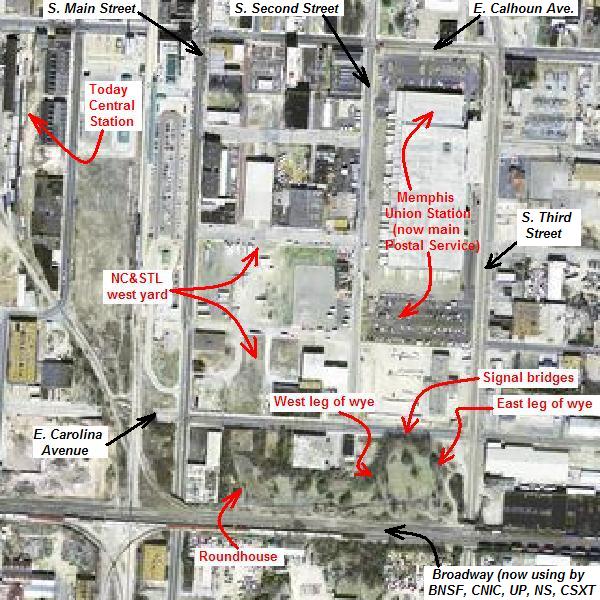 S. Main Street
S. Second Street
E. Calhoun Ave.
Today
Central
Station
Memphis
Union Station
(now main
Postal Service)
S. Third
Street
NC&STL
west yard
Signal bridges
West leg of wye
East leg of wye
E. Carolina
Avenue
Roundhouse
Broadway (now using by
BNSF, CNIC, UP, NS, CSXT